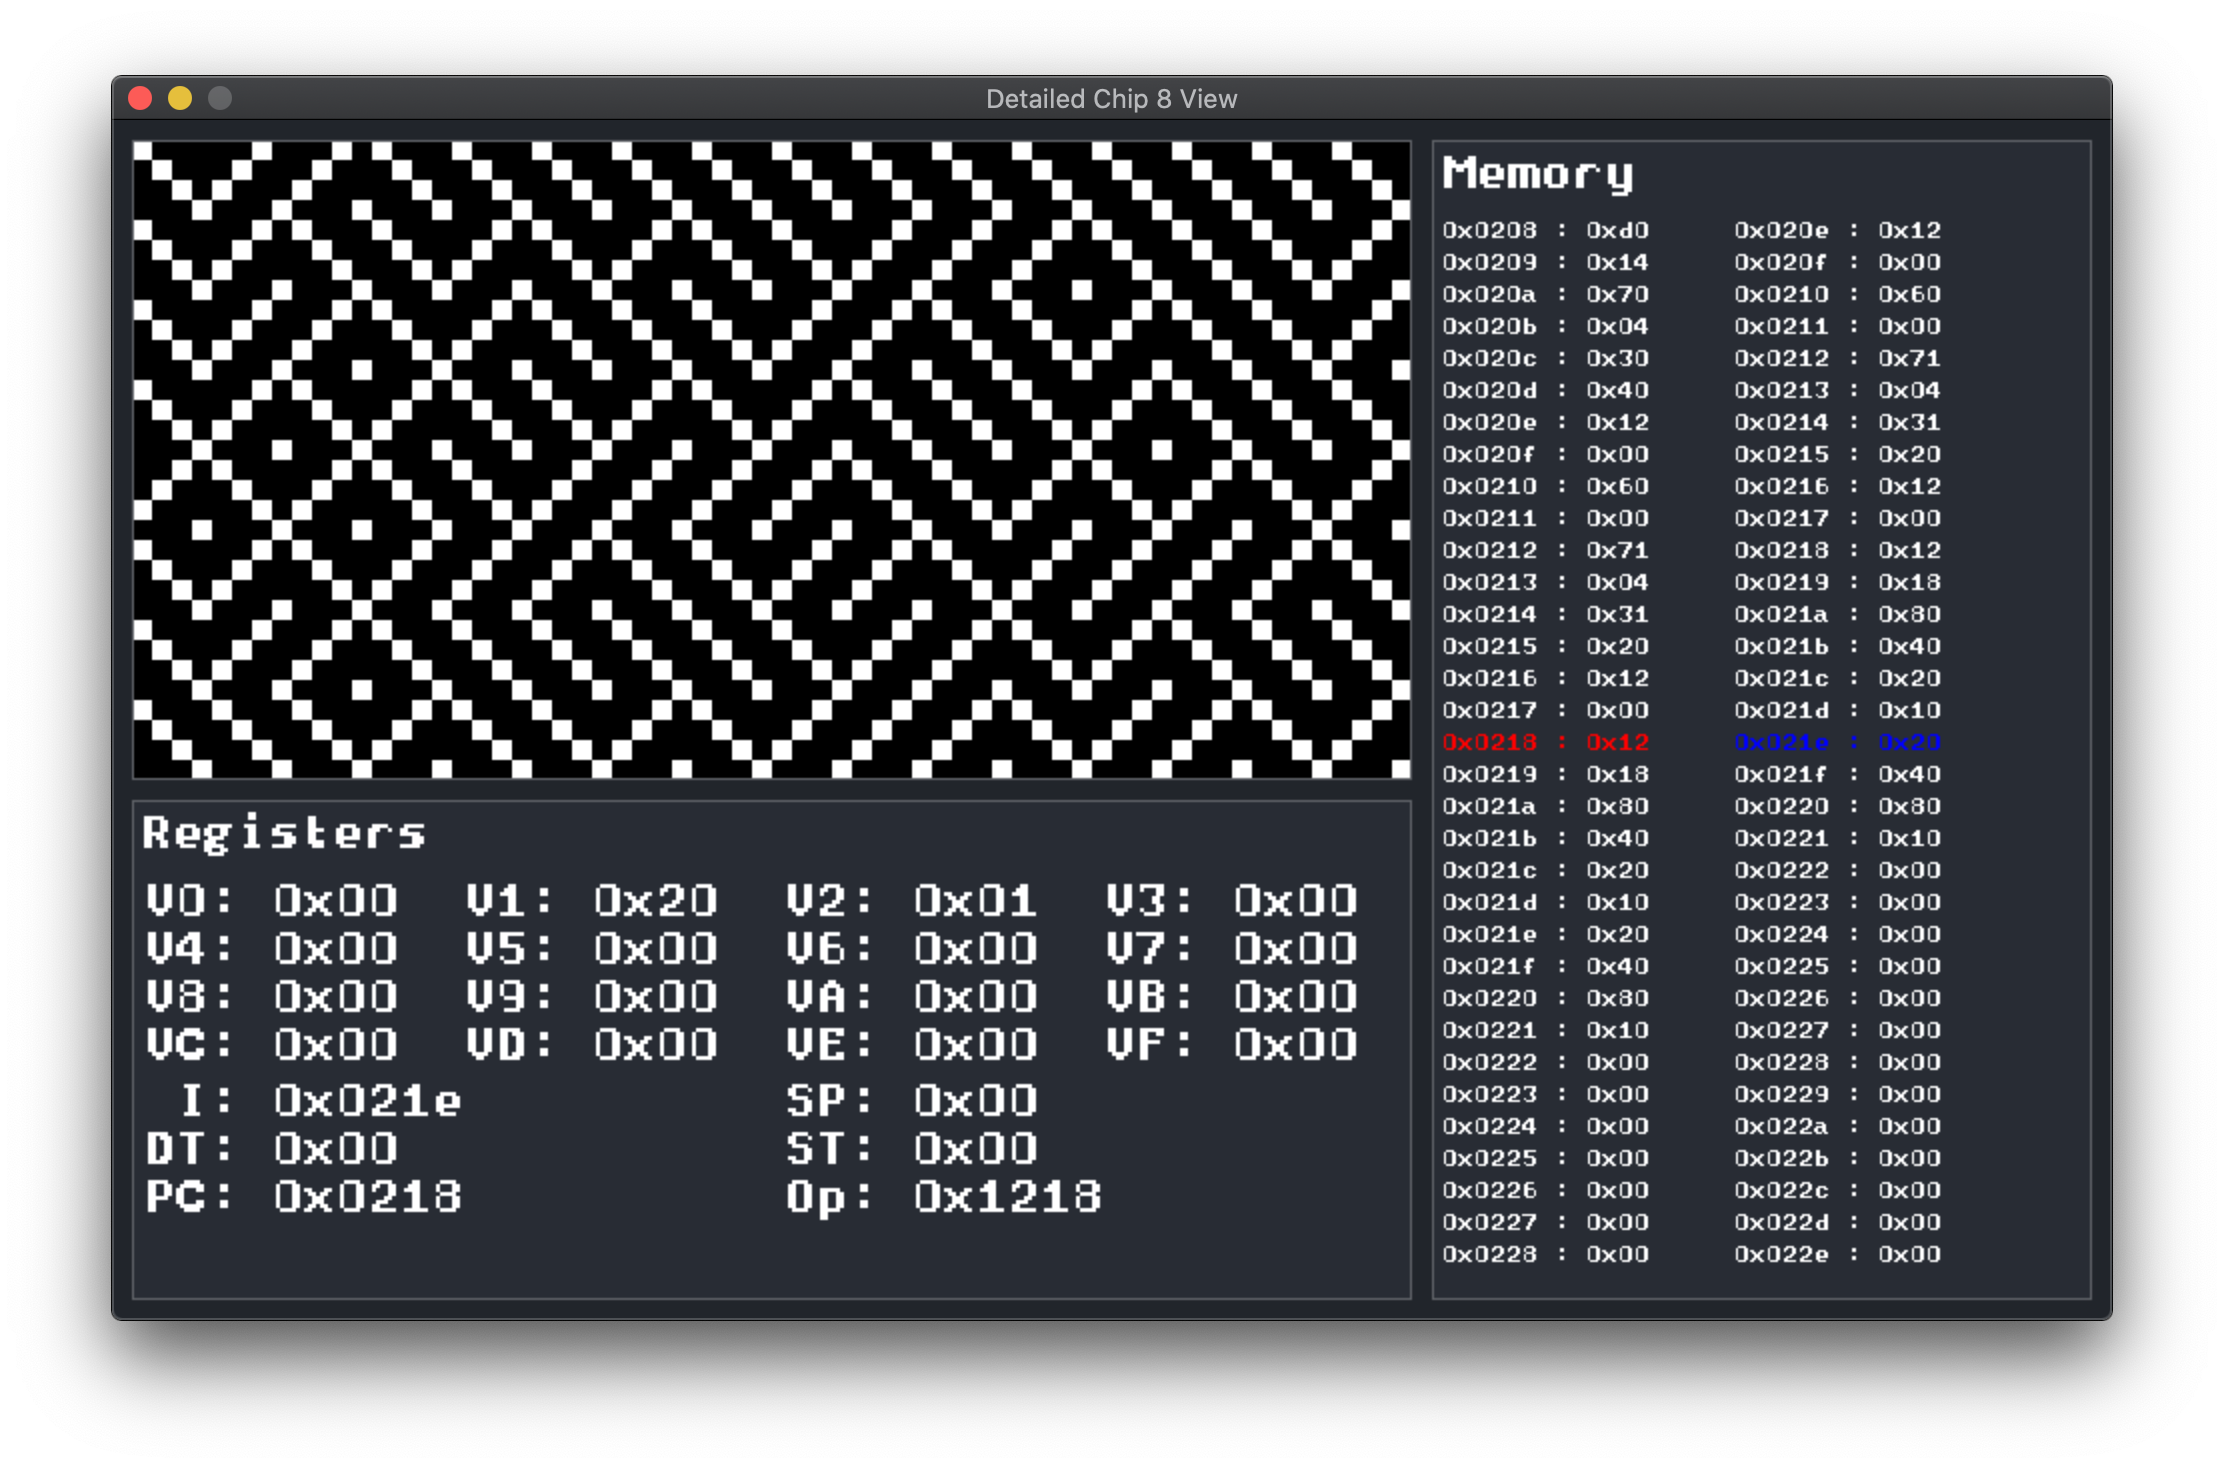 Detailed Chip 8 View
Registers
V0: 0x00 V1: 0x20 V2: 0x01 V3: 0x00
V4: 0x00 V5: 0x00 V6: 0x00 V7: 0x00
V8: 0x00 V9: 0x00 VA: 0x00 VB: 0x00
VC: 0x00 VD: 0x00 VE: 0x00 VF: 0x00
I: 0x021e SP: 0x00
DT: 0x00 ST: 0x00
PC: 0x0218 Op: 0x1218
Memory
0x0208 : 0xd0 0x020e : 0x12
0x0209 : 0x14 0x020f : 0x00
0x020a : 0x70 0x0210 : 0x60
0x020b : 0x04 0x0211 : 0x00
0x020c : 0x30 0x0212 : 0x71
0x020d : 0x40 0x0213 : 0x04
0x020e : 0x12 0x0214 : 0x31
0x020f : 0x00 0x0215 : 0x20
0x0210 : 0x60 0x0216 : 0x12
0x0211 : 0x00 0x0217 : 0x00
0x0212 : 0x71 0x0218 : 0x12
0x0213 : 0x04 0x0219 : 0x18
0x0214 : 0x31 0x021a : 0x80
0x0215 : 0x20 0x021b : 0x40
0x0216 : 0x12 0x021c : 0x20
0x0217 : 0x00 0x021d : 0x10
0x0218 : 0x12 0x021e : 0x20
0x0219 : 0x18 0x021f : 0x40
0x021a : 0x80 0x0220 : 0x80
0x021b : 0x40 0x0221 : 0x10
0x021c : 0x20 0x0222 : 0x00
0x021d : 0x10 0x0223 : 0x00
0x021e : 0x20 0x0224 : 0x00
0x021f : 0x40 0x0225 : 0x00
0x0220 : 0x80 0x0226 : 0x00
0x0221 : 0x10 0x0227 : 0x00
0x0222 : 0x00 0x0228 : 0x00
0x0223 : 0x00 0x0229 : 0x00
0x0224 : 0x00 0x022a : 0x00
0x0225 : 0x00 0x022b : 0x00
0x0226 : 0x00 0x022c : 0x00
0x0227 : 0x00 0x022d : 0x00
0x0228 : 0x00 0x022e : 0x00